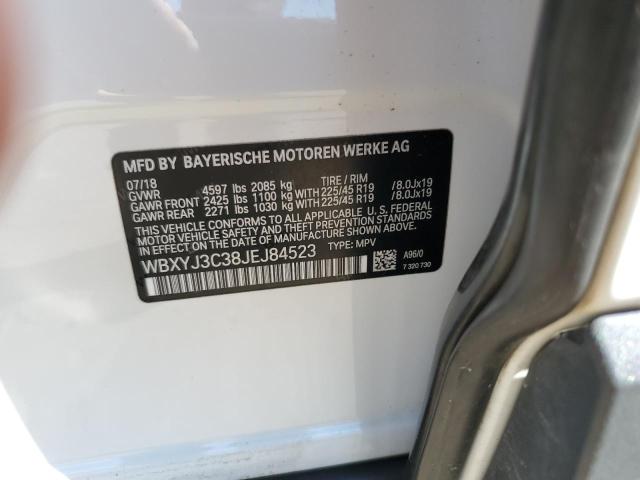 MFD BY BAYERISCHE MOTOREN WERKE AG
07/18 TIRE / RIM
GVWR 4597 lbs 2085 kg
GAWR FRONT 2425 lbs 1100 kg WITH 225/45 R19 / 8.0Jx19
GAWR REAR 2271 lbs 1030 kg WITH 225/45 R19 / 8.0Jx19
THIS VEHICLE CONFORMS TO ALL APPLICABLE U.S. FEDERAL
MOTOR VEHICLE SAFETY, BUMPER, AND THEFT PREVENTION
STANDARDS IN EFFECT ON THE DATE OF MANUFACTURE
SHOWN ABOVE.
WBXYJ3C38JEJ84523 TYPE: MPV
A96/0
7 320 730